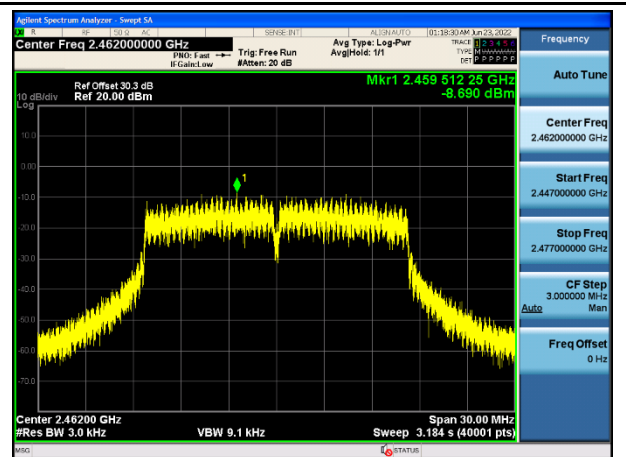 Agilent Spectrum Analyzer - Swept SA
R RF 50 Ω AC SENSE:INT ALIGN AUTO 01:18:30 AM Jun 23, 2022
Center Freq 2.462000000 GHz
PNO: Fast
IFGain:Low
Trig: Free Run
#Atten: 20 dB
Avg Type: Log-Pwr
Avg|Hold: 1/1
TRACE 1 2 3 4 5 6
TYPE M
DET P P P P P P
Frequency
Auto Tune
Center Freq
2.462000000 GHz
Start Freq
2.447000000 GHz
Stop Freq
2.477000000 GHz
CF Step
3.000000 MHz
Auto Man
Freq Offset
0 Hz
Mkr1 2.459 512 25 GHz
-8.690 dBm
Ref Offset 30.3 dB
10 dB/div Ref 20.00 dBm
Log
10.0
0.00
-10.0
-20.0
-30.0
-40.0
-50.0
-60.0
-70.0
1
Center 2.46200 GHz Span 30.00 MHz
#Res BW 3.0 kHz VBW 9.1 kHz Sweep 3.184 s (40001 pts)
MSG STATUS